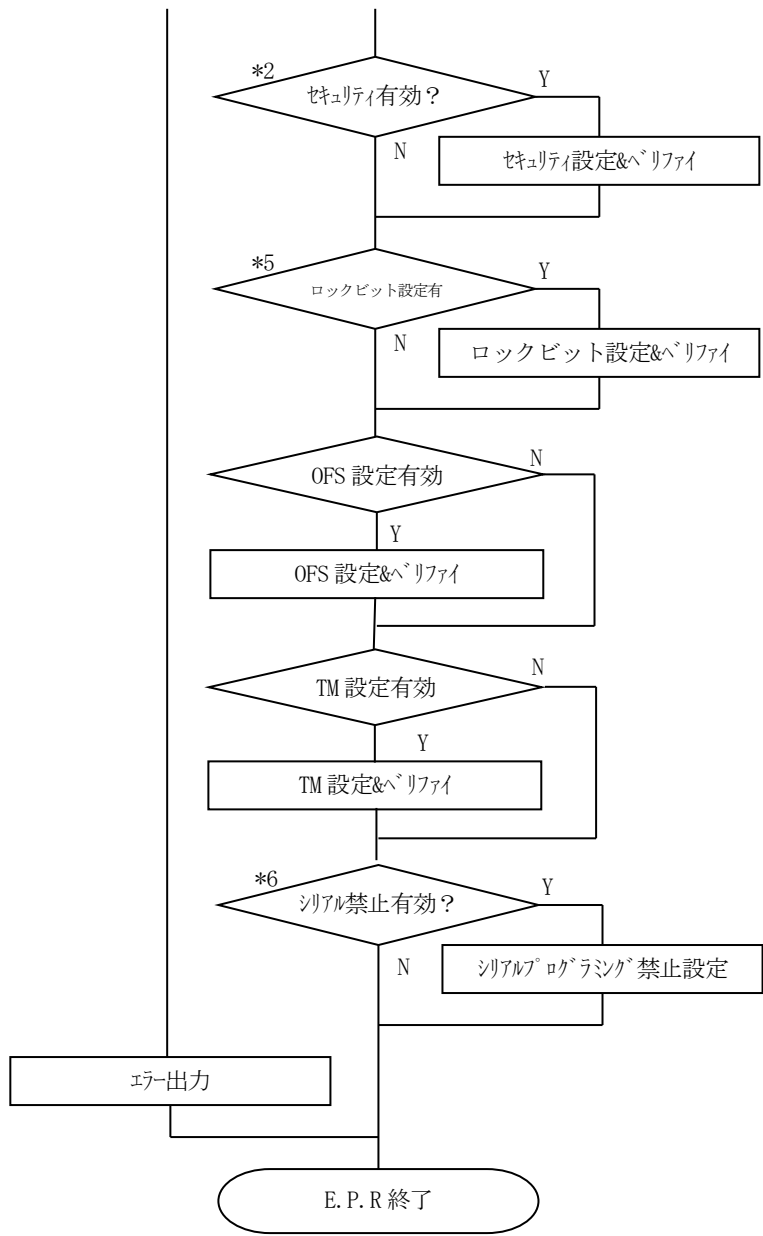 *2
ｾｷｭﾘﾃｨ有効？
Y
N
ｾｷｭﾘﾃｨ設定&ﾍﾞﾘﾌｧｲ
*5
ロックビット設定有
Y
N
ロックビット設定&ﾍﾞﾘﾌｧｲ
OFS 設定有効
N
Y
OFS 設定&ﾍﾞﾘﾌｧｲ
TM 設定有効
N
Y
TM 設定&ﾍﾞﾘﾌｧｲ
*6
ｼﾘｱﾙ禁止有効？
Y
N
ｼﾘｱﾙﾌﾟﾛｸﾞﾗﾐﾝｸﾞ禁止設定
ｴﾗｰ出力
E.P.R 終了